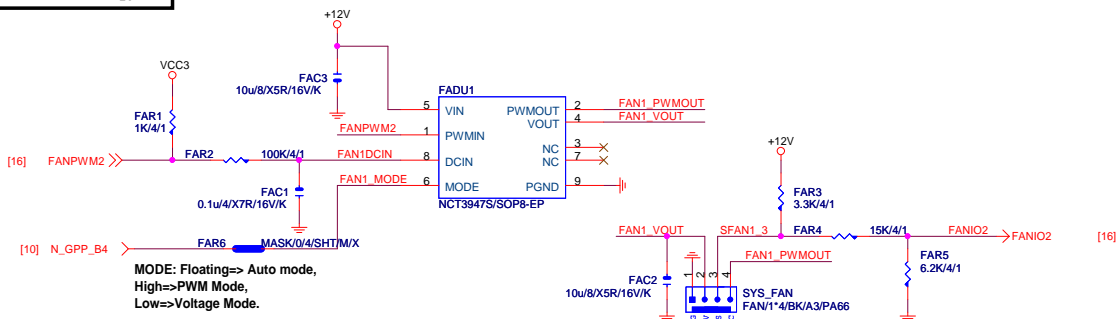 +12V
VCC3
FAC3
10u/8/X5R/16V/K
FADU1
FAR1
1K/4/1
5 VIN PWMOUT 2 FAN1_PWMOUT
VOUT 4 FAN1_VOUT
FANPWM2 1 PWMIN
NC 3
[16] FANPWM2 FAR2 100K/4/1 FAN1DCIN 8 DCIN NC 7
+12V
FAC1
0.1u/4/X7R/16V/K
FAN1_MODE 6 MODE PGND 9
NCT3947S/SOP8-EP
FAR3
3.3K/4/1
[10] N_GPP_B4 FAR6 MASK/0/4/SHT/M/X
FAN1_VOUT SFAN1_3 FAR4 15K/4/1 FANIO2 FANIO2 [16]
MODE: Floating=> Auto mode,
High=>PWM Mode,
Low=>Voltage Mode.
FAN1_PWMOUT
FAR5
6.2K/4/1
FAC2
10u/8/X5R/16V/K
1 2 3 4
SYS_FAN
FAN/1*4/BK/A3/PA66